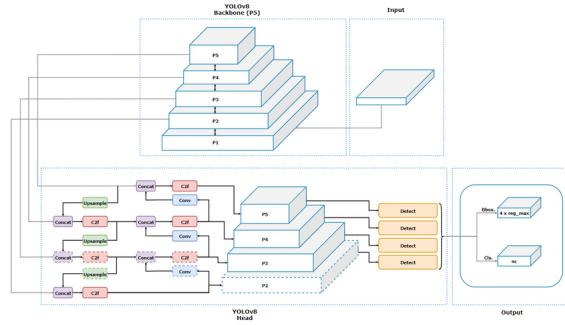 YOLOv8
Backbone (P5)
Input
P5
P4
P3
P2
P1
Concat
C2f
Upsample
Conv
P5
Detect
Bbox.
4 x reg_max
Concat
C2f
Concat
C2f
Detect
Upsample
Conv
P4
Detect
Cls.
nc
Concat
C2f
Concat
C2f
P3
Detect
Upsample
Conv
P2
Concat
C2f
YOLOv8
Head
Output